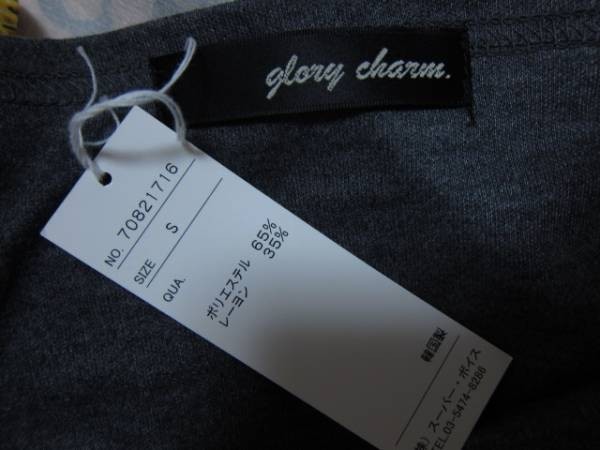 glory charm.
NO. 70821716
SIZE S
QUA.
ポリエステル 65%
レーヨン 35%
韓国製
株) スーパー・ボイス
TEL.03-5474-8286